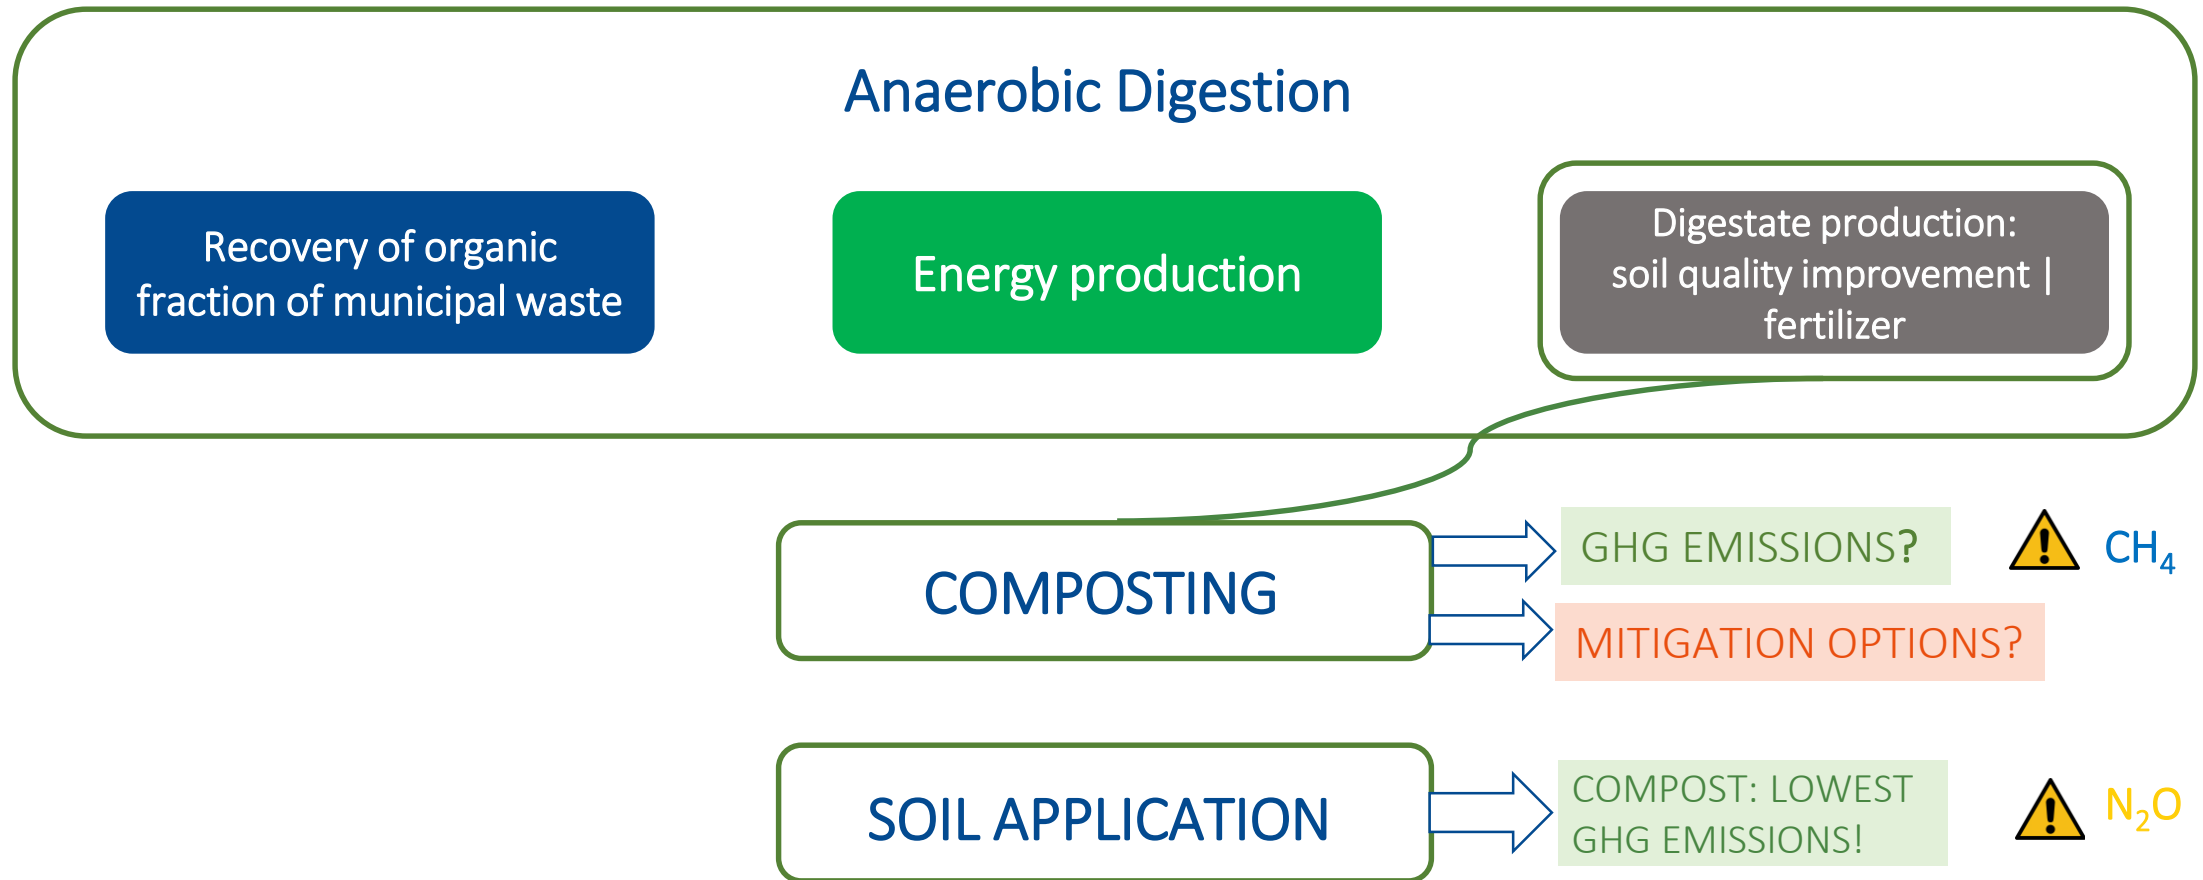 Anaerobic Digestion
Recovery of organic
fraction of municipal waste
Energy production
Digestate production:
soil quality improvement |
fertilizer
COMPOSTING
GHG EMISSIONS?
CH₄
MITIGATION OPTIONS?
SOIL APPLICATION
COMPOST: LOWEST
GHG EMISSIONS!
N₂O